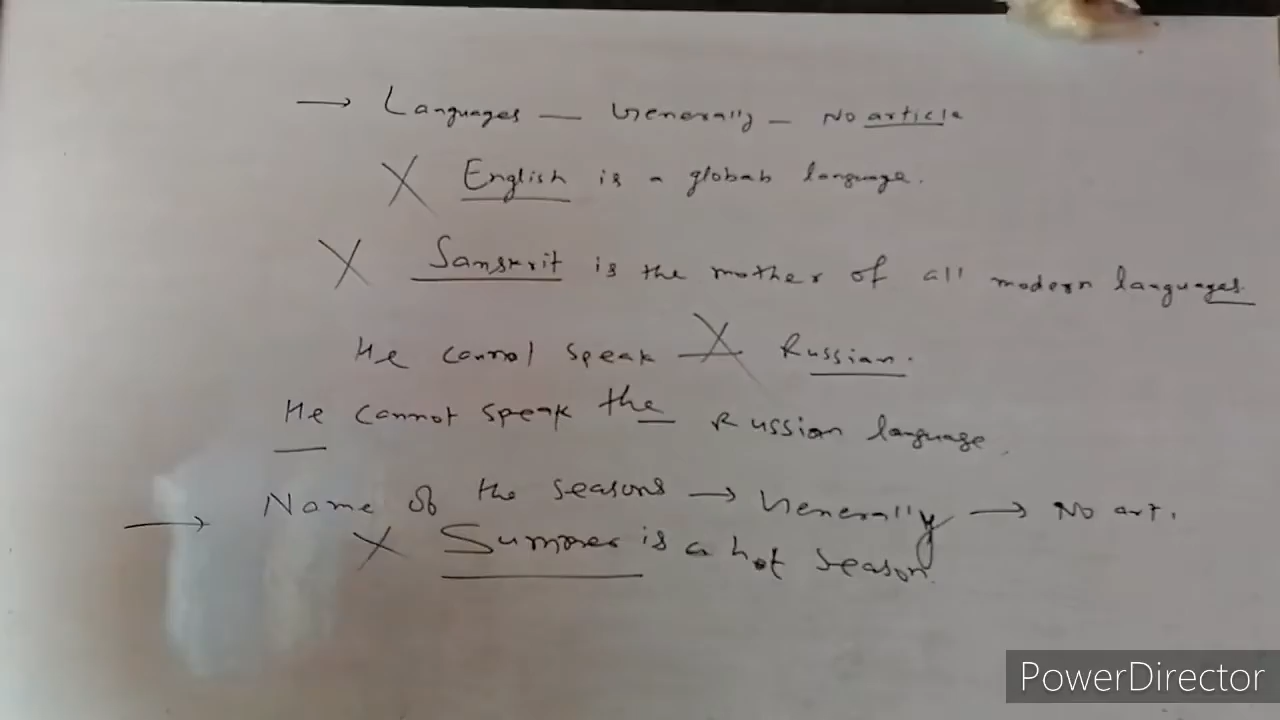 → Languages — Generally — No article
X English is a global language.
X Sanskrit is the mother of all modern languages.
He cannot speak X Russian.
He cannot speak the Russian language.
→ Name of the seasons → Generally → No art.
X Summer is a hot season.
PowerDirector